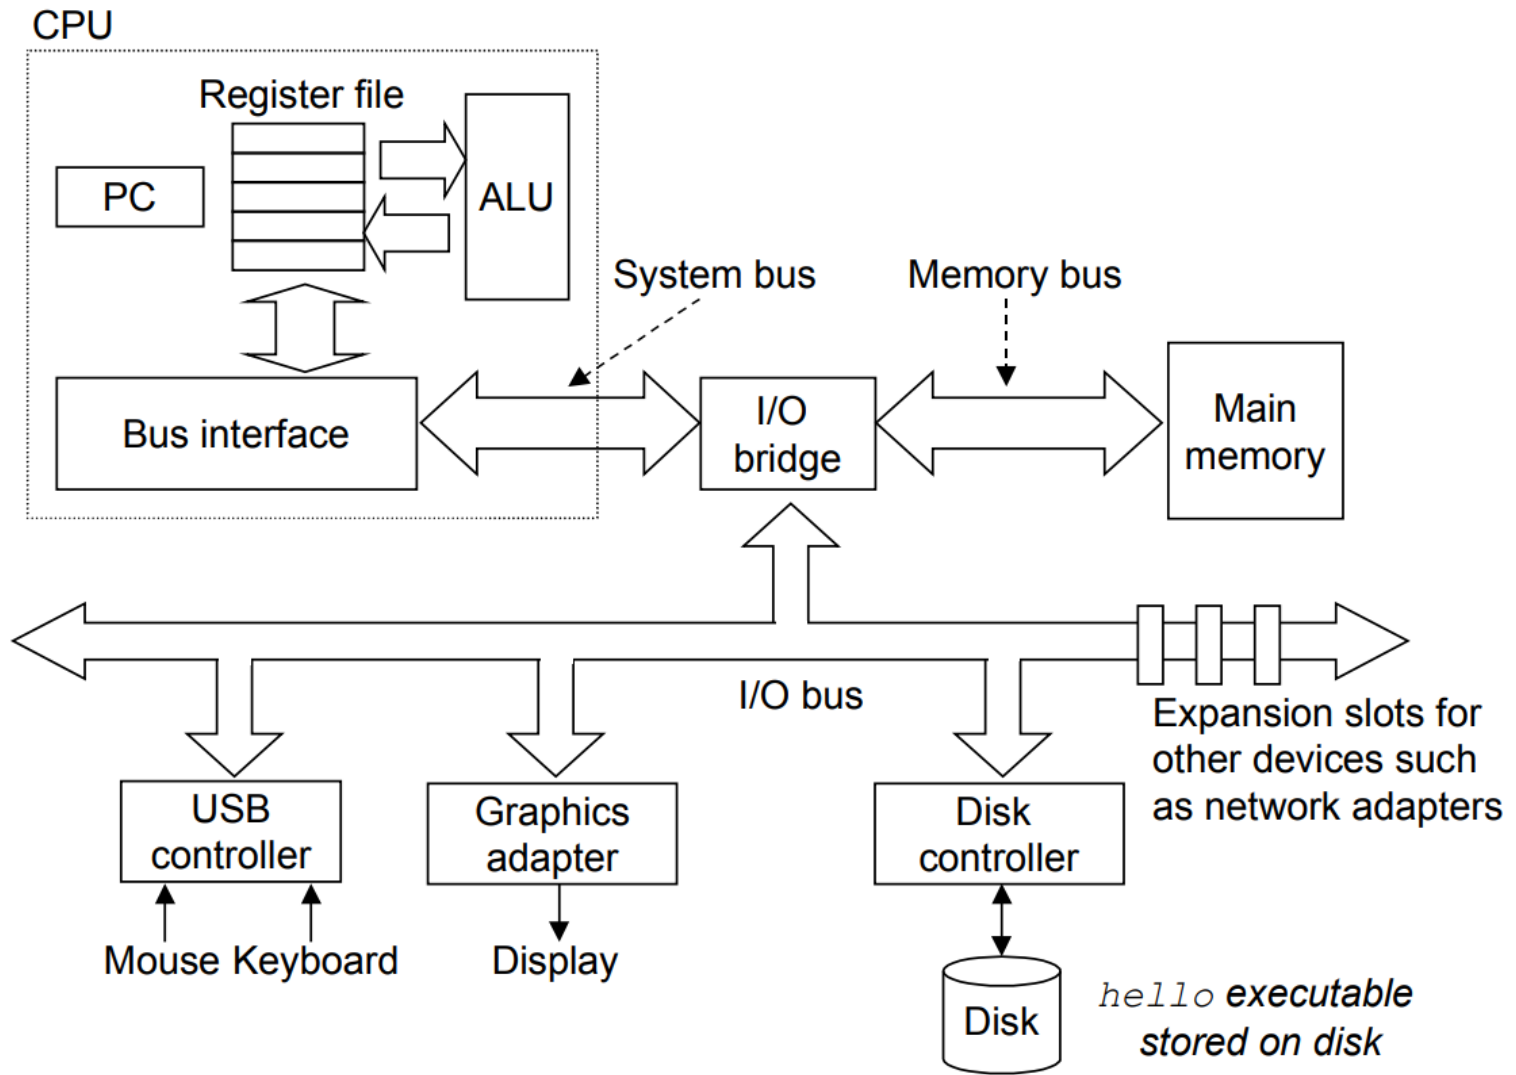 CPU
Register file
PC
ALU
System bus
Memory bus
Bus interface
I/O
bridge
Main
memory
I/O bus
Expansion slots for
other devices such
as network adapters
USB
controller
Graphics
adapter
Disk
controller
Mouse Keyboard
Display
Disk
hello executable
stored on disk